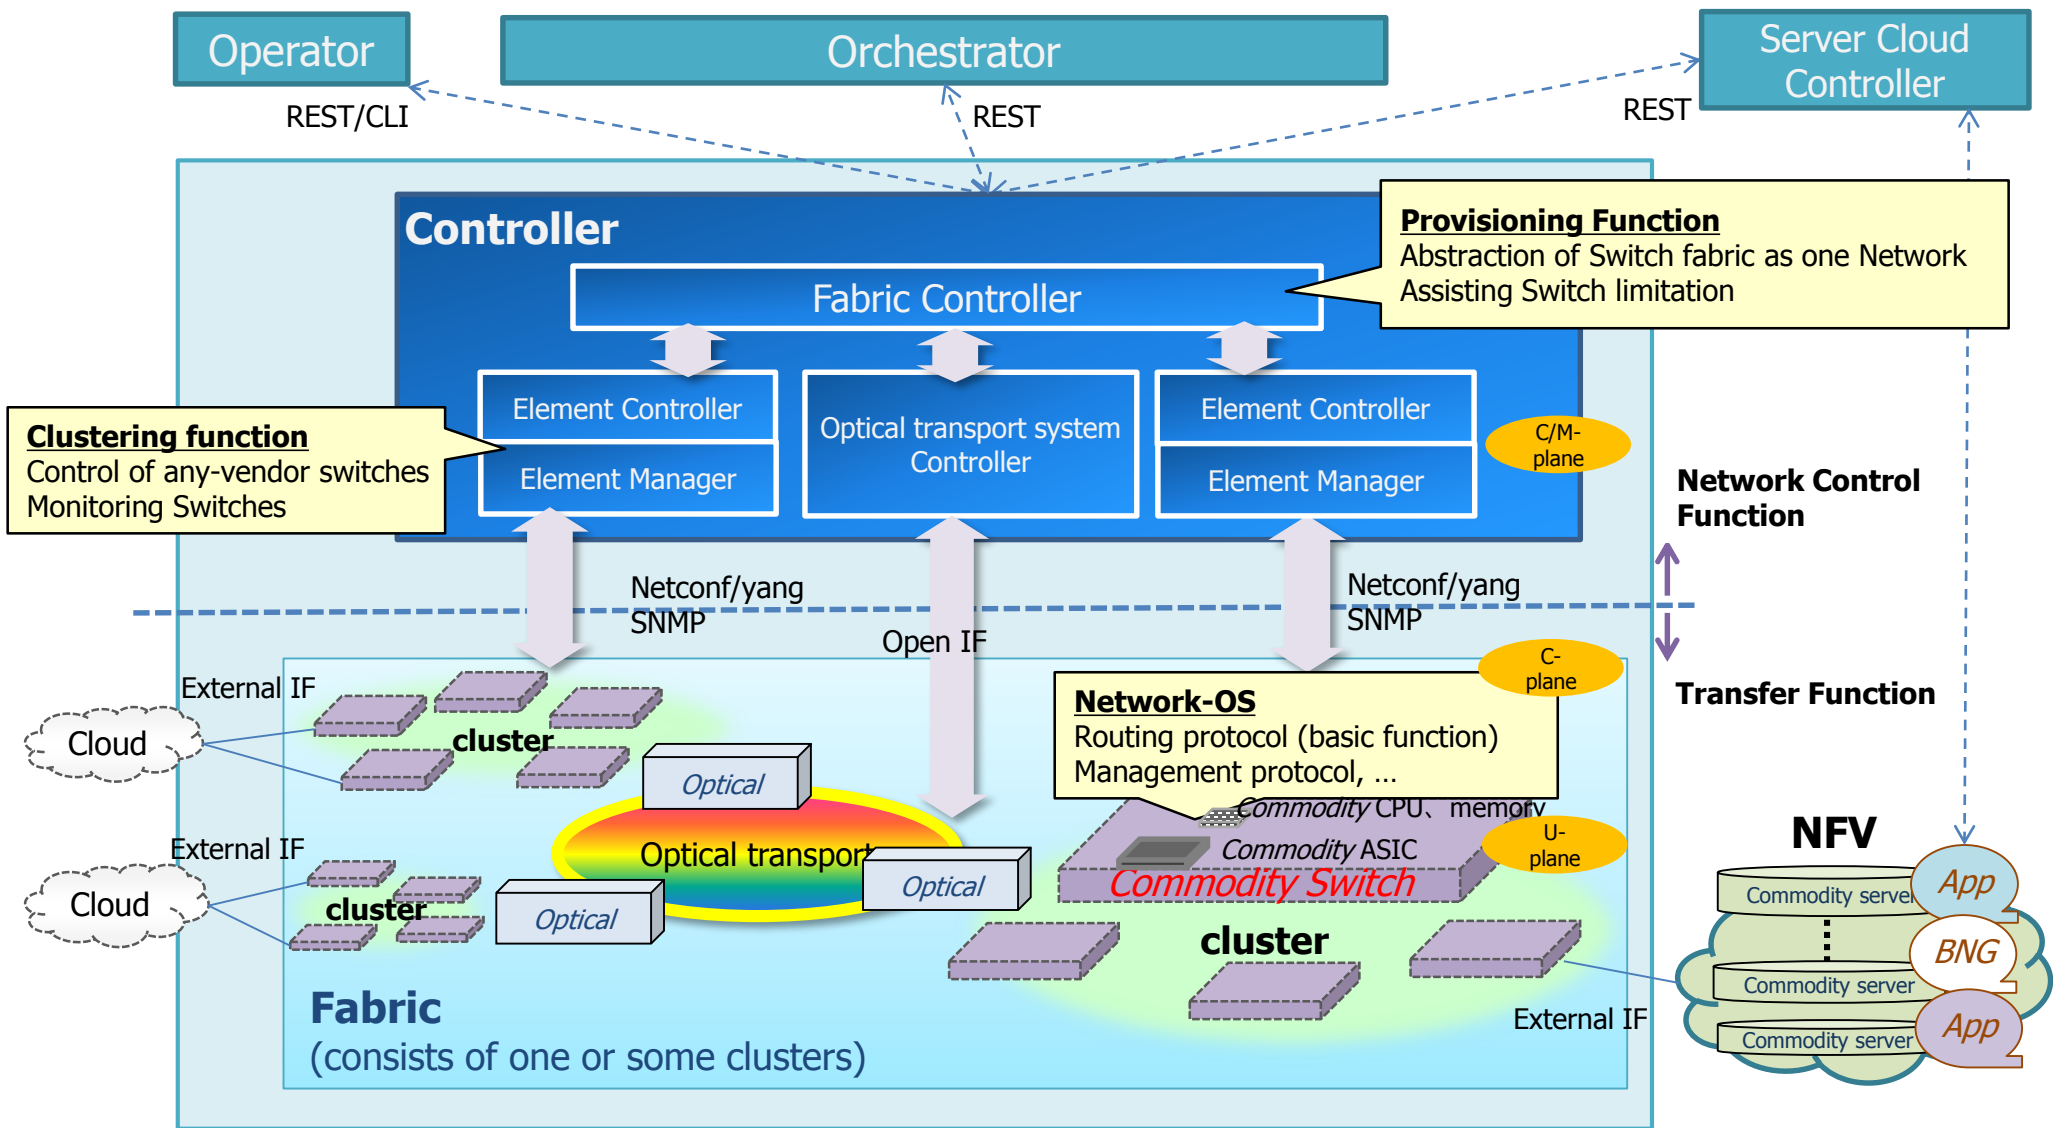 Operator
Orchestrator
Server Cloud
Controller
REST/CLI
REST
REST
Controller
Provisioning Function
Abstraction of Switch fabric as one Network
Assisting Switch limitation
Fabric Controller
Element Controller
Element Manager
Optical transport system
Controller
Element Controller
Element Manager
C/M-
plane
Clustering function
Control of any-vendor switches
Monitoring Switches
Network Control
Function
Netconf/yang
SNMP
Open IF
Netconf/yang
SNMP
Transfer Function
External IF
Cloud
cluster
Optical
Network-OS
Routing protocol (basic function)
Management protocol, …
C-
plane
Commodity CPU、memory
Commodity ASIC
Commodity Switch
U-
plane
External IF
Cloud
cluster
Optical transport
Optical
Optical
cluster
External IF
Fabric
(consists of one or some clusters)
NFV
Commodity server
App
BNG
Commodity server
App
Commodity server